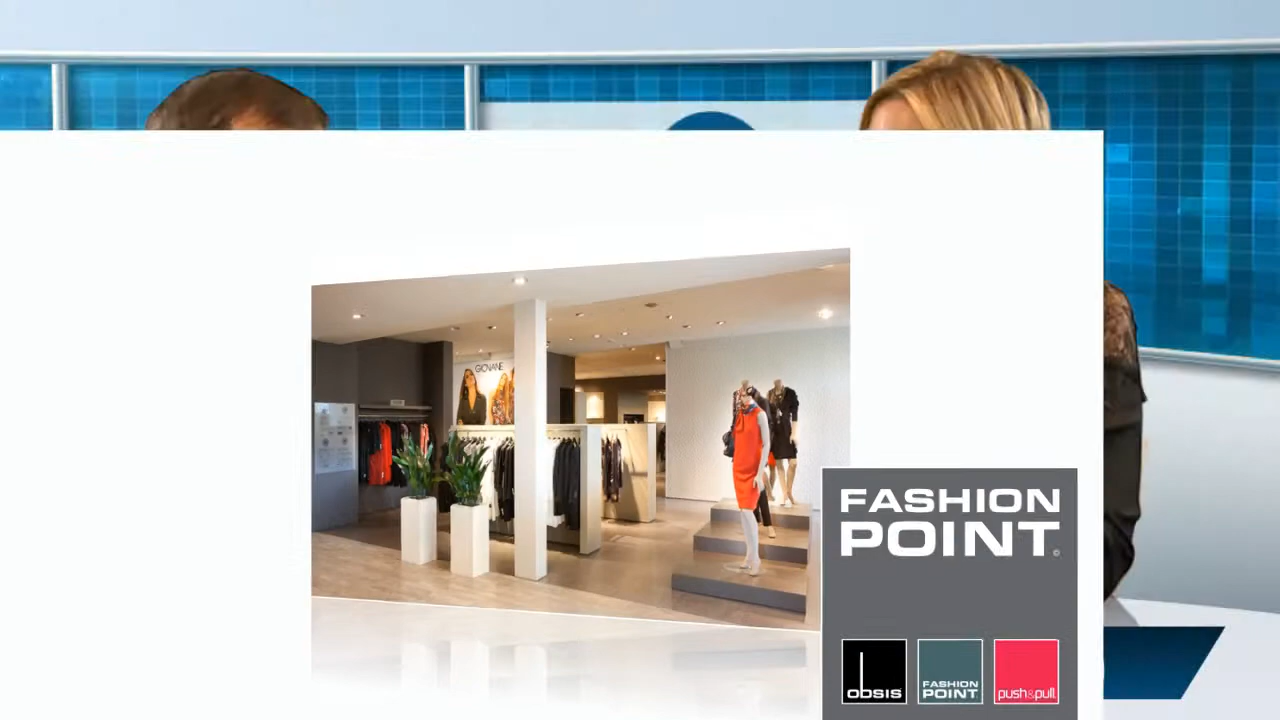 GIOVANE
FASHION
POINT
©
obsis
FASHION
POINT
push&pull